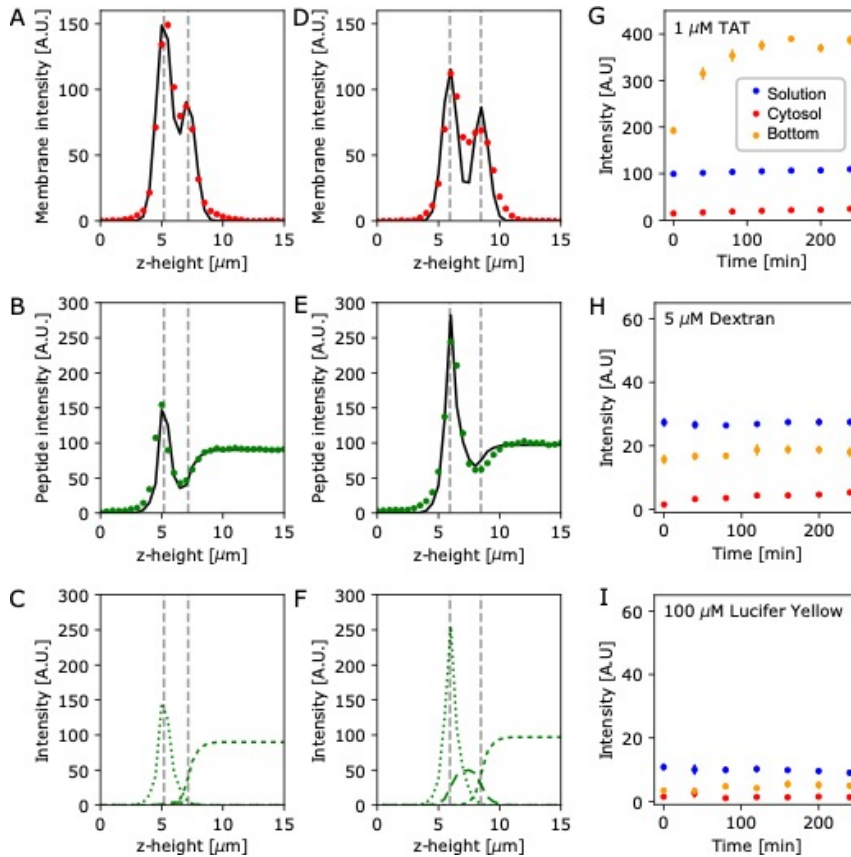 A
Membrane intensity [A.U.]
150
100
50
0
0 5 10 15
z-height [μm]
D
Membrane intensity [A.U.]
150
100
50
0
0 5 10 15
z-height [μm]
G
1 μM TAT
Intensity [A.U]
400
300
200
100
0
Solution
Cytosol
Bottom
0 100 200
Time [min]
B
Peptide intensity [A.U.]
300
250
200
150
100
50
0
0 5 10 15
z-height [μm]
E
Peptide intensity [A.U.]
300
250
200
150
100
50
0
0 5 10 15
z-height [μm]
H
5 μM Dextran
Intensity [A.U]
60
40
20
0
0 100 200
Time [min]
C
Intensity [A.U.]
300
250
200
150
100
50
0
0 5 10 15
z-height [μm]
F
Intensity [A.U.]
300
250
200
150
100
50
0
0 5 10 15
z-height [μm]
I
100 μM Lucifer Yellow
Intensity [A.U]
60
40
20
0
0 100 200
Time [min]